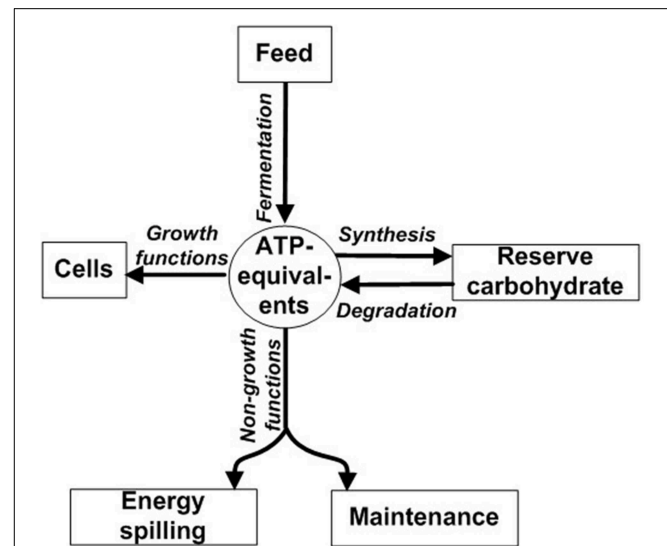 Feed
Fermentation
Growth
functions
Cells
ATP-
equival-
ents
Synthesis
Reserve
carbohydrate
Degradation
Non-growth
functions
Energy
spilling
Maintenance